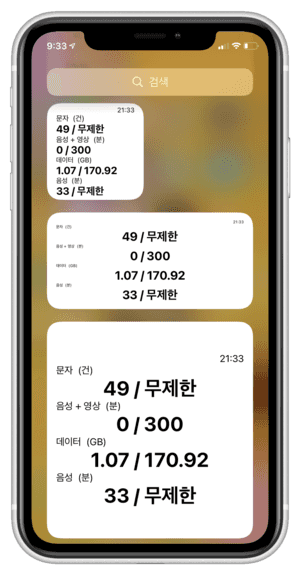 9:33
검색
21:33
문자 (건)
49 / 무제한
음성 + 영상 (분)
0 / 300
데이터 (GB)
1.07 / 170.92
음성 (분)
33 / 무제한
21:33
문자 (건)
49 / 무제한
음성 + 영상 (분)
0 / 300
데이터 (GB)
1.07 / 170.92
음성 (분)
33 / 무제한
21:33
문자 (건)
49 / 무제한
음성 + 영상 (분)
0 / 300
데이터 (GB)
1.07 / 170.92
음성 (분)
33 / 무제한